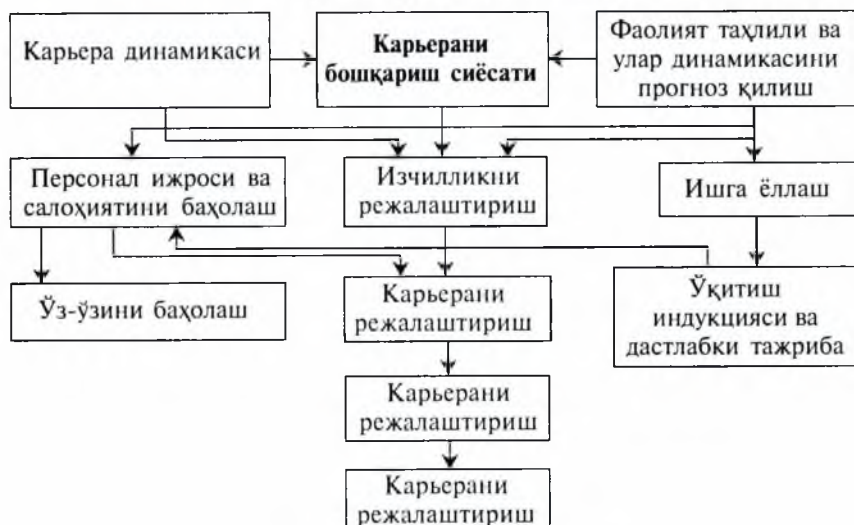 Карьера динамикаси
Карьерани
бошқариш сиёсати
Фаолият таҳлили ва
улар динамикасини
прогноз қилиш
Персонал ижроси ва
салоҳиятини баҳолаш
Изчилликни
режалаштириш
Ишга ёллаш
Ўз-ўзини баҳолаш
Карьерани
режалаштириш
Ўқитиш
индукцияси ва
дастлабки тажриба
Карьерани
режалаштириш
Карьерани
режалаштириш